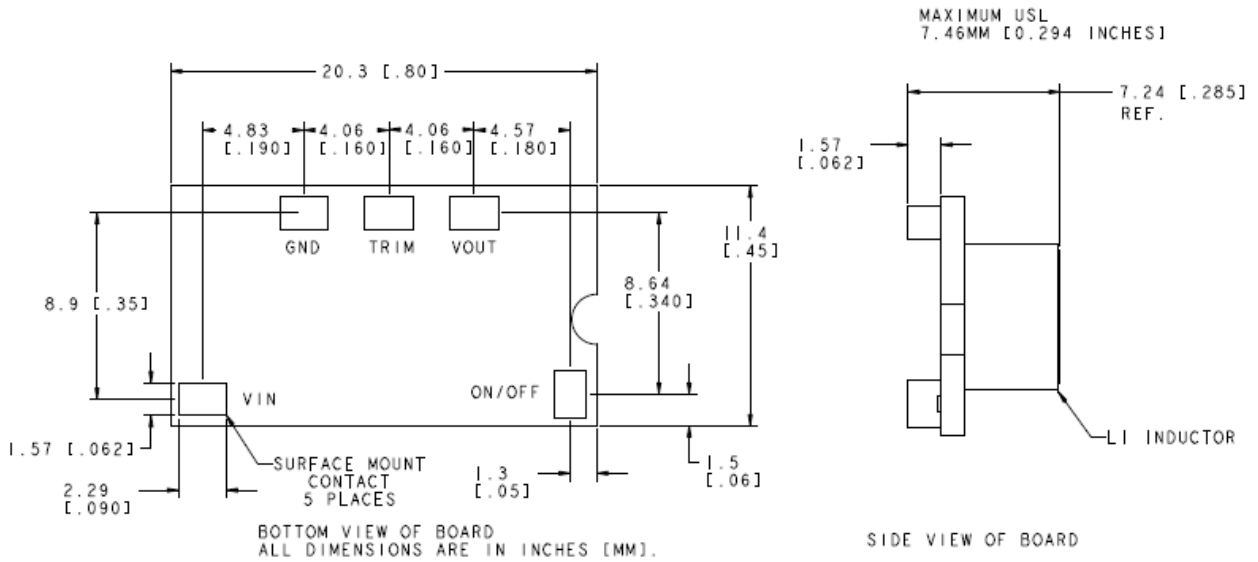 MAXIMUM USL
7.46MM [0.294 INCHES]
20.3 [.80]
7.24 [.285]
REF.
4.83
[.190]
4.06
[.160]
4.06
[.160]
4.57
[.180]
1.57
[.062]
GND
TRIM
VOUT
11.4
[.45]
8.9 [.35]
8.64
[.340]
VIN
ON/OFF
1.57 [.062]
SURFACE MOUNT
CONTACT
5 PLACES
2.29
[.090]
1.3
[.05]
1.5
[.06]
L1 INDUCTOR
BOTTOM VIEW OF BOARD
ALL DIMENSIONS ARE IN INCHES [MM].
SIDE VIEW OF BOARD